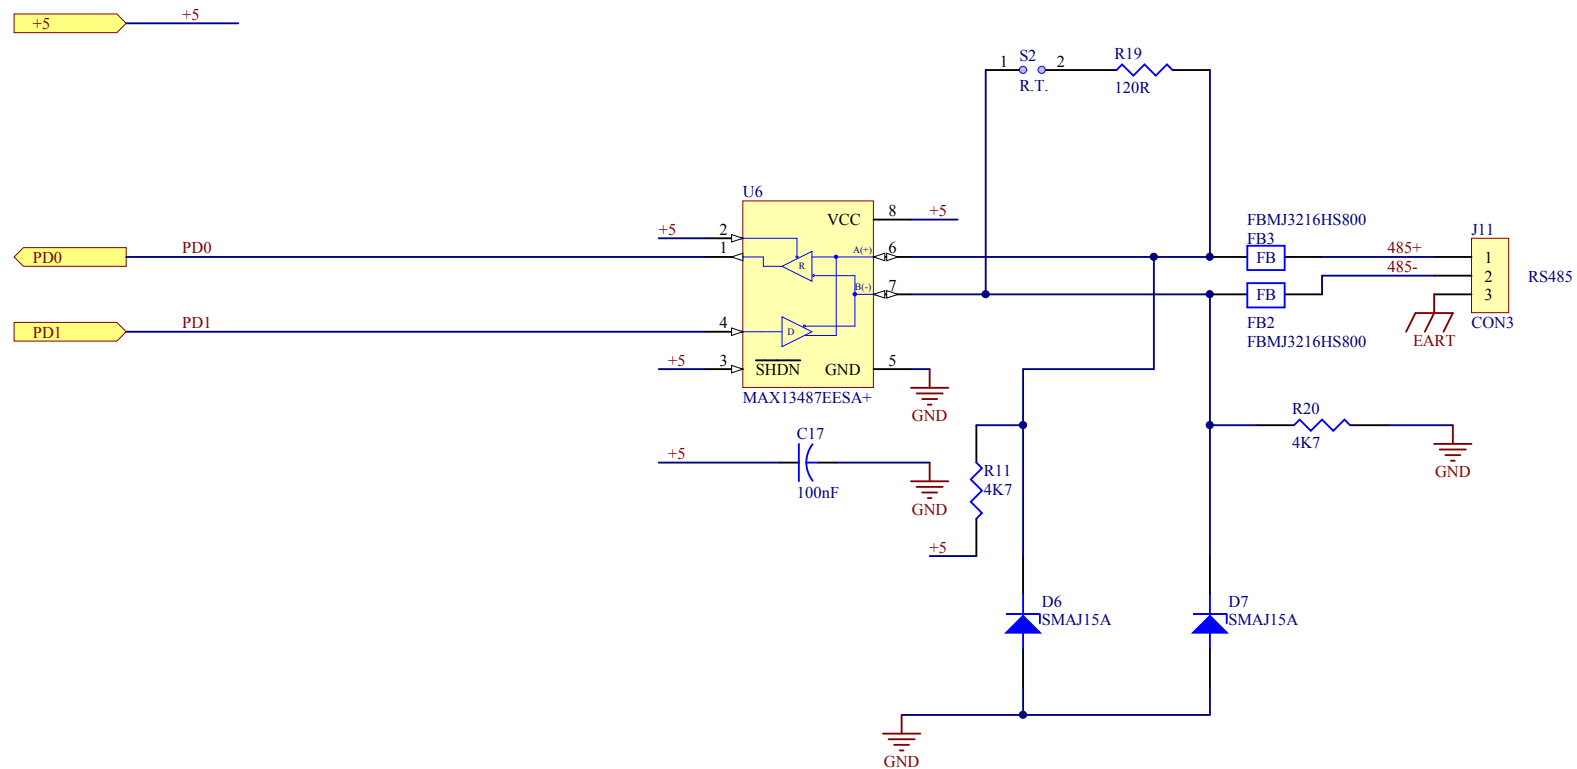 +5
+5
S2
1
2
R.T.
R19
120R
U6
VCC
8
+5
+5
2
1
PD0
PD0
R
A(+)
6
B(-)
7
PD1
PD1
4
D
+5
3
SHDN
GND
5
MAX13487EESA+
GND
FBMJ3216HS800
FB3
FB
FB
FB2
FBMJ3216HS800
485+
485-
J11
1
2
3
RS485
CON3
EART
+5
C17
100nF
GND
R11
4K7
+5
R20
4K7
GND
D6
SMAJ15A
D7
SMAJ15A
GND